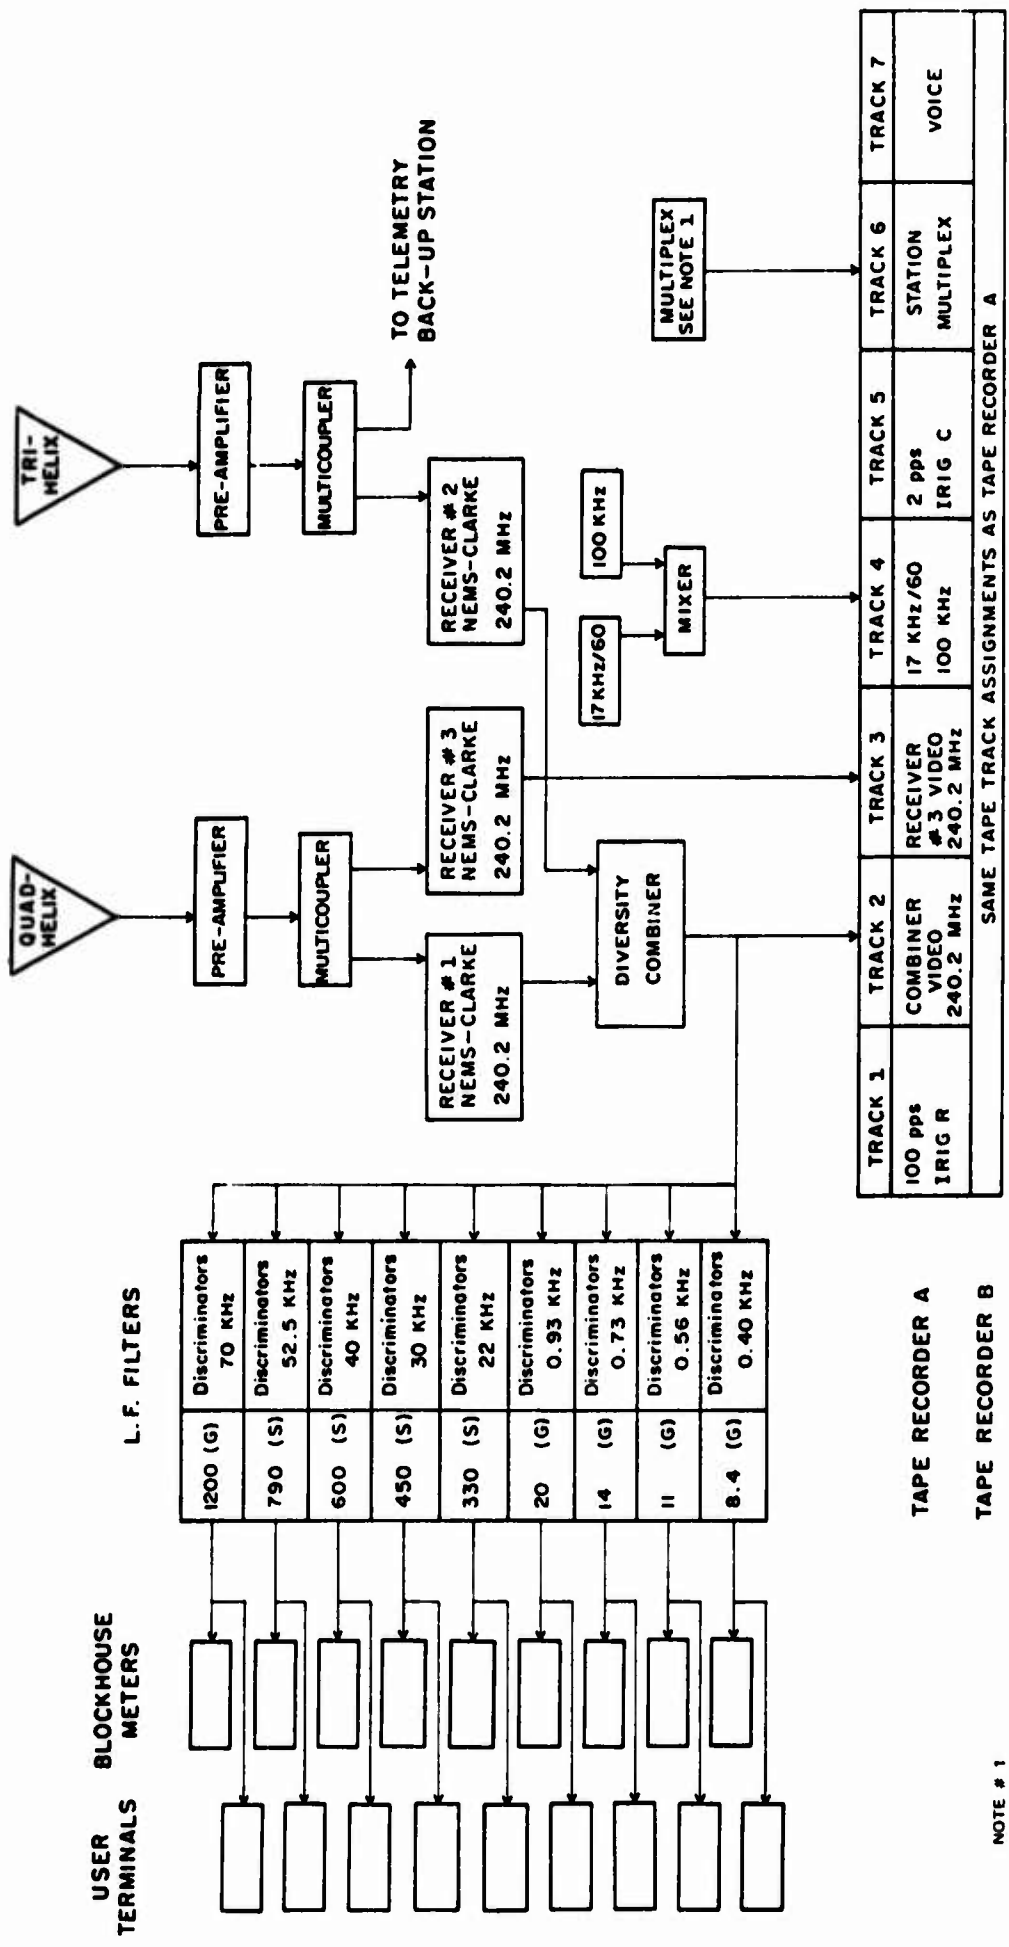 USER
TERMINALS
BLOCKHOUSE
METERS
L.F. FILTERS
1200 (G)
Discriminators
70 KHz
790 (S)
Discriminators
52.5 KHz
600 (S)
Discriminators
40 KHz
450 (S)
Discriminators
30 KHz
330 (S)
Discriminators
22 KHz
20 (G)
Discriminators
0.93 KHz
14 (G)
Discriminators
0.73 KHz
11 (G)
Discriminators
0.56 KHz
8.4 (G)
Discriminators
0.40 KHz
QUAD-
HELIX
PRE-AMPLIFIER
MULTICOUPLER
RECEIVER # 1
NEMS-CLARKE
240.2 MHz
RECEIVER # 3
NEMS-CLARKE
240.2 MHz
DIVERSITY
COMBINER
TRI-
HELIX
PRE-AMPLIFIER
MULTICOUPLER
TO TELEMETRY
BACK-UP STATION
RECEIVER # 2
NEMS-CLARKE
240.2 MHz
17KHz/60
100 KHz
MIXER
MULTIPLEX
SEE NOTE 1
TAPE RECORDER A
TRACK 1
100 pps
IRIG R
TRACK 2
COMBINER
VIDEO
240.2 MHz
TRACK 3
RECEIVER
# 3 VIDEO
240.2 MHz
TRACK 4
17 KHz/60
100 KHz
TRACK 5
2 pps
IRIG C
TRACK 6
STATION
MULTIPLEX
TRACK 7
VOICE
TAPE RECORDER B
SAME TAPE TRACK ASSIGNMENTS AS TAPE RECORDER A
NOTE # 1